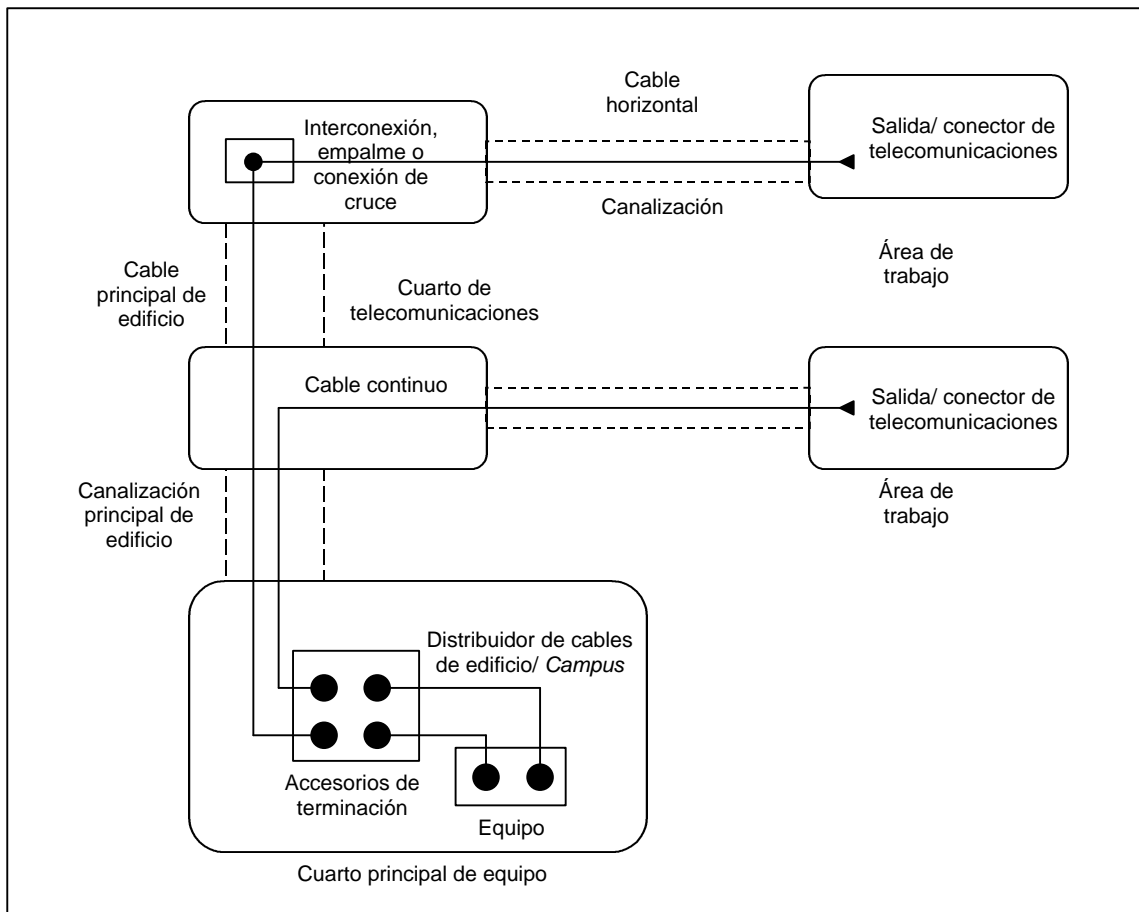 Cable
horizontal
Interconexión,
empalme o
conexión de
cruce
Salida/ conector de
telecomunicaciones
Canalización
Área de
trabajo
Cable
principal de
edificio
Cuarto de
telecomunicaciones
Cable continuo
Salida/ conector de
telecomunicaciones
Canalización
principal de
edificio
Área de
trabajo
Distribuidor de cables
de edificio/ Campus
Accesorios de
terminación
Equipo
Cuarto principal de equipo